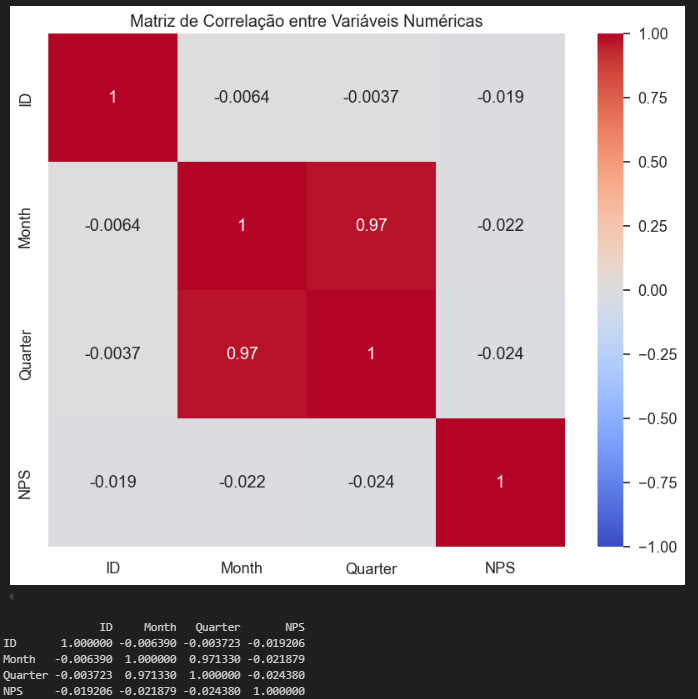 Matriz de Correlação entre Variáveis Numéricas
ID 1 -0.0064 -0.0037 -0.019
Month -0.0064 1 0.97 -0.022
Quarter -0.0037 0.97 1 -0.024
NPS -0.019 -0.022 -0.024 1
ID Month Quarter NPS
1.00
0.75
0.50
0.25
0.00
−0.25
−0.50
−0.75
−1.00
ID Month Quarter NPS
ID 1.000000 -0.006390 -0.003723 -0.019206
Month -0.006390 1.000000 0.971330 -0.021879
Quarter -0.003723 0.971330 1.000000 -0.024380
NPS -0.019206 -0.021879 -0.024380 1.000000